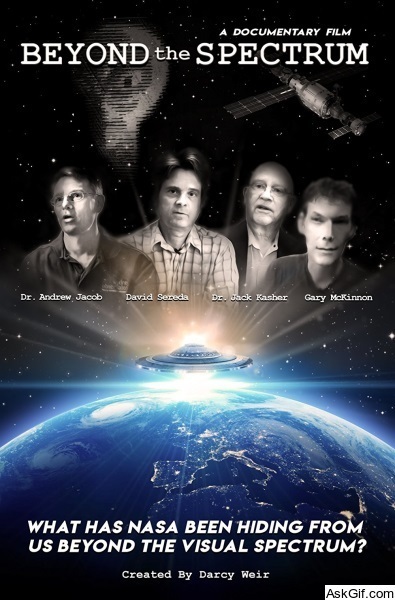 A DOCUMENTARY FILM
BEYOND the SPECTRUM
Dr. Andrew Jacob David Sereda Dr. Jack Kasher Gary McKinnon
WHAT HAS NASA BEEN HIDING FROM
US BEYOND THE VISUAL SPECTRUM?
Created By Darcy Weir
AskGif.com